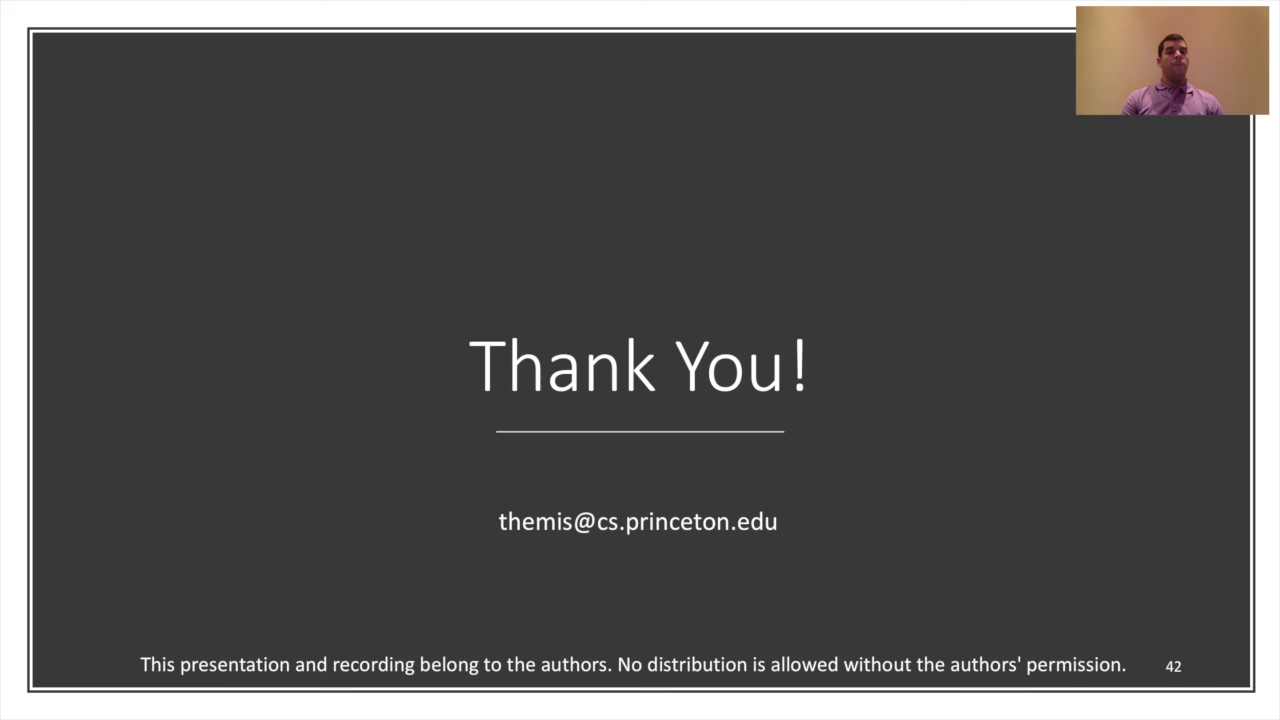 Thank You!
themis@cs.princeton.edu
This presentation and recording belong to the authors. No distribution is allowed without the authors' permission.
42